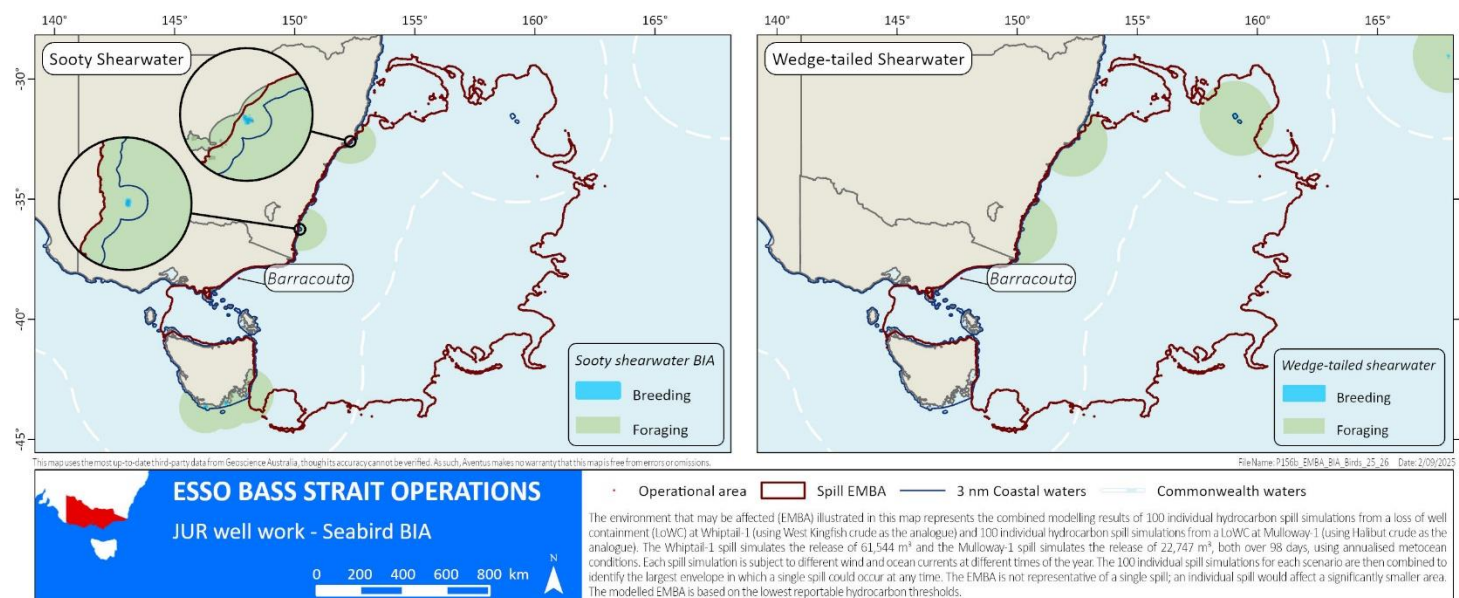 140° 145° 150° 155° 160° 165°
140° 145° 150° 155° 160° 165°
-30°
-35°
-40°
-45°
Sooty Shearwater
Barracouta
Sooty shearwater BIA
Breeding
Foraging
Wedge-tailed Shearwater
Barracouta
Wedge-tailed shearwater
Breeding
Foraging
This map uses the most up-to-date third-party data from Geoscience Australia, though its accuracy cannot be verified. As such, Aventus makes no warranty that this map is free from errors or omissions.
File Name: P156b_EMBA_BIA_Birds_25_26 Date: 2/09/2025
ESSO BASS STRAIT OPERATIONS
JUR well work - Seabird BIA
0 200 400 600 800 km
N
Operational area Spill EMBA 3 nm Coastal waters Commonwealth waters
The environment that may be affected (EMBA) illustrated in this map represents the combined modelling results of 100 individual hydrocarbon spill simulations from a loss of well
containment (LoWC) at Whiptail-1 (using West Kingfish crude as the analogue) and 100 individual hydrocarbon spill simulations from a LoWC at Mulloway-1 (using Halibut crude as the
analogue). The Whiptail-1 spill simulates the release of 61,544 m³ and the Mulloway-1 spill simulates the release of 22,747 m³, both over 98 days, using annualised metocean
conditions. Each spill simulation is subject to different wind and ocean currents at different times of the year. The 100 individual spill simulations for each scenario are then combined to
identify the largest envelope in which a single spill could occur at any time. The EMBA is not representative of a single spill; an individual spill would affect a significantly smaller area.
The modelled EMBA is based on the lowest reportable hydrocarbon thresholds.